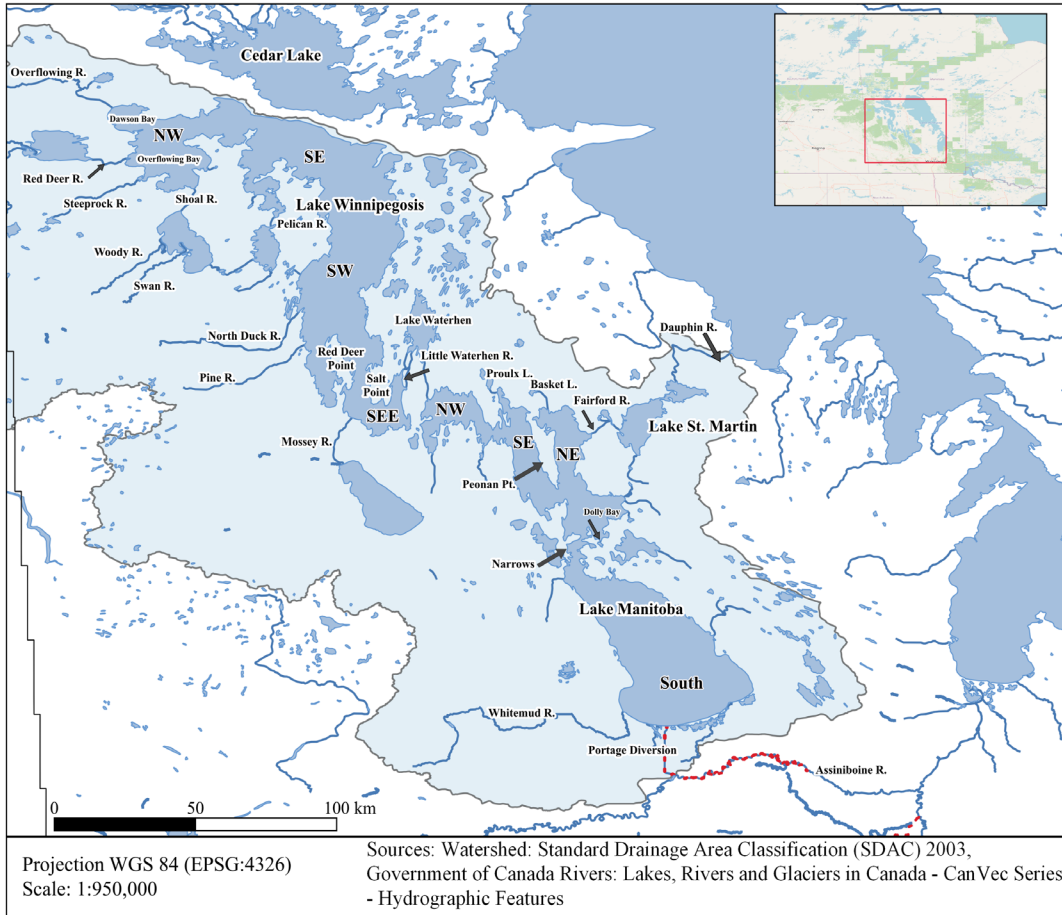 Cedar Lake
Overflowing R.
Dawson Bay
NW
SE
Overflowing Bay
Red Deer R.
Steeprock R.
Shoal R.
Lake Winnipegosis
Pelican R.
Woody R.
SW
Swan R.
Lake Waterhen
Dauphin R.
North Duck R.
Red Deer
Point
Little Waterhen R.
Pine R.
Salt
Point
Proulx L.
Basket L.
Fairford R.
SEE
NW
Lake St. Martin
Mossey R.
SE
NE
Peonan Pt.
Dolly Bay
Narrows
Lake Manitoba
South
Whitemud R.
Portage Diversion
Assiniboine R.
0 50 100 km
Projection WGS 84 (EPSG:4326)
Scale: 1:950,000
Sources: Watershed: Standard Drainage Area Classification (SDAC) 2003,
Government of Canada Rivers: Lakes, Rivers and Glaciers in Canada - CanVec Series
- Hydrographic Features